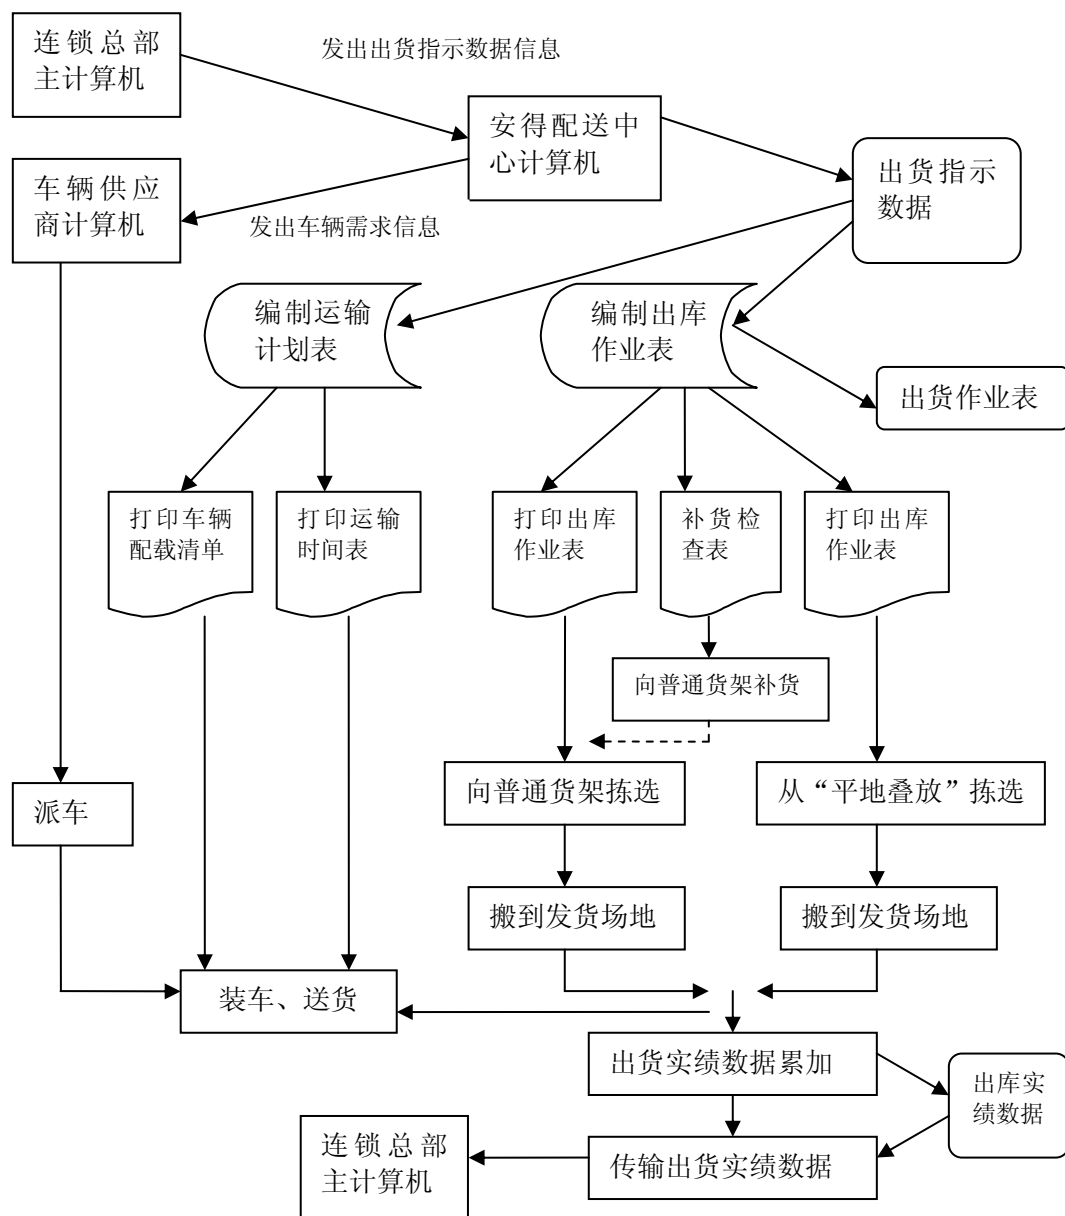 连锁总部
主计算机
发出出货指示数据信息
安得配送中
心计算机
出货指示
数据
车辆供应
商计算机
发出车辆需求信息
编制运输
计划表
编制出库
作业表
出货作业表
打印车辆
配载清单
打印运输
时间表
打印出库
作业表
补货检
查表
打印出库
作业表
向普通货架补货
派车
向普通货架拣选
从“平地叠放”拣选
搬到发货场地
搬到发货场地
装车、送货
出货实绩数据累加
出库实
绩数据
连锁总部
主计算机
传输出货实绩数据